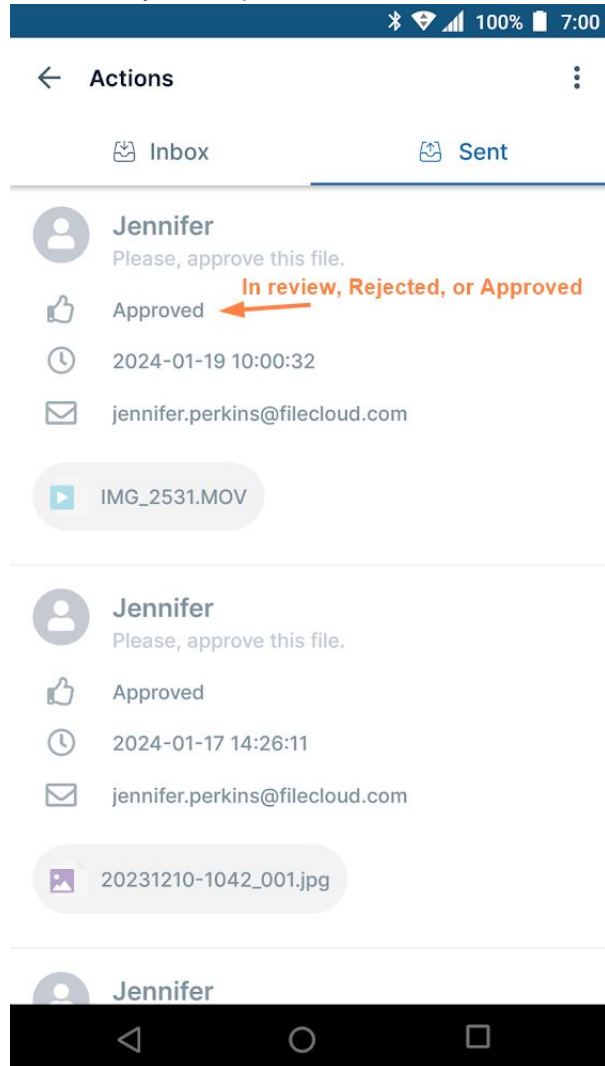 100% 7:00
Actions
Inbox Sent
Jennifer
Please, approve this file.
In review, Rejected, or Approved
Approved
2024-01-19 10:00:32
jennifer.perkins@filecloud.com
IMG_2531.MOV
Jennifer
Please, approve this file.
Approved
2024-01-17 14:26:11
jennifer.perkins@filecloud.com
20231210-1042_001.jpg
Jennifer